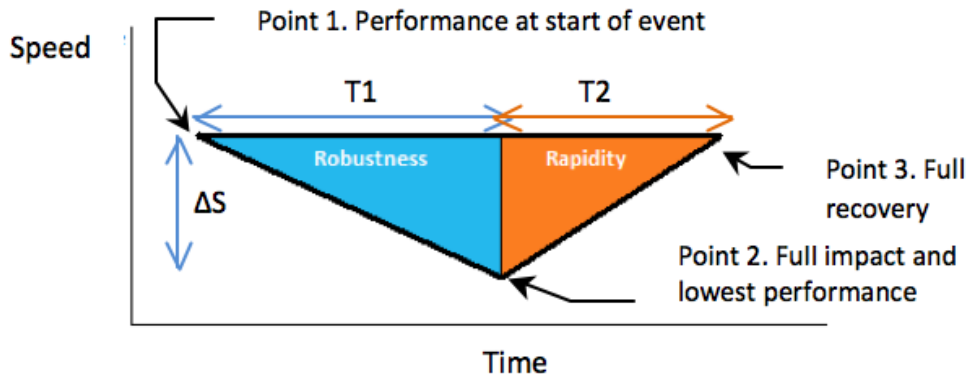 Point 1. Performance at start of event
Speed
T1
T2
Robustness
Rapidity
Point 3. Full
recovery
ΔS
Point 2. Full impact and
lowest performance
Time